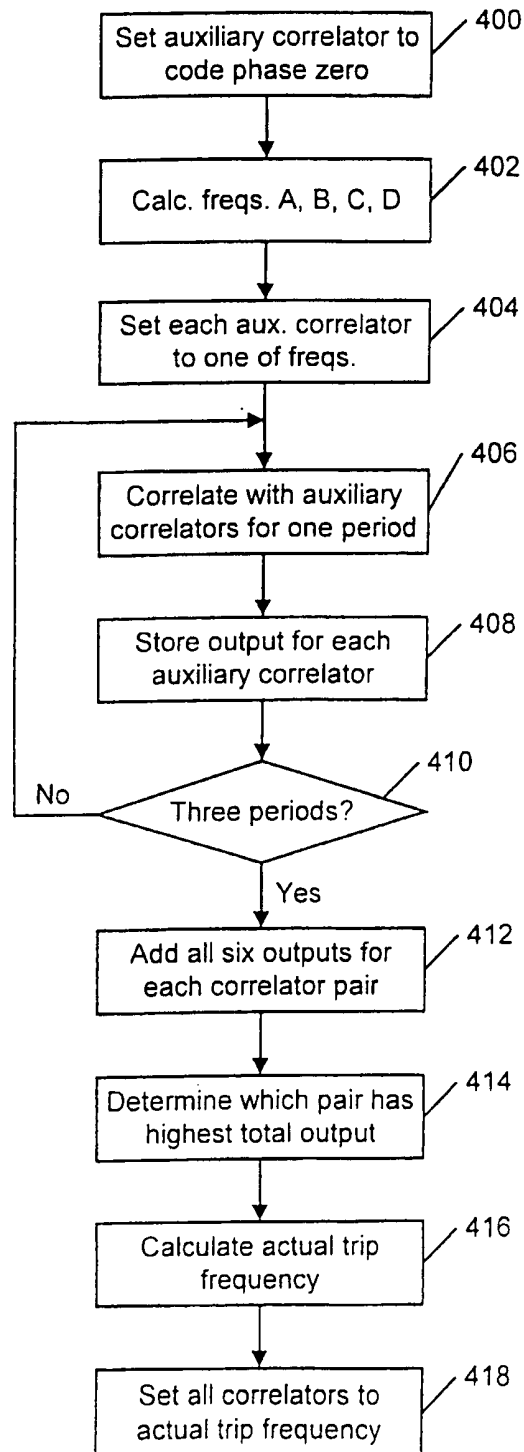 Set auxiliary correlator to
code phase zero
400
Calc. freqs. A, B, C, D
402
Set each aux. correlator
to one of freqs.
404
Correlate with auxiliary
correlators for one period
406
Store output for each
auxiliary correlator
408
Three periods?
410
No
Yes
Add all six outputs for
each correlator pair
412
Determine which pair has
highest total output
414
Calculate actual trip
frequency
416
Set all correlators to
actual trip frequency
418